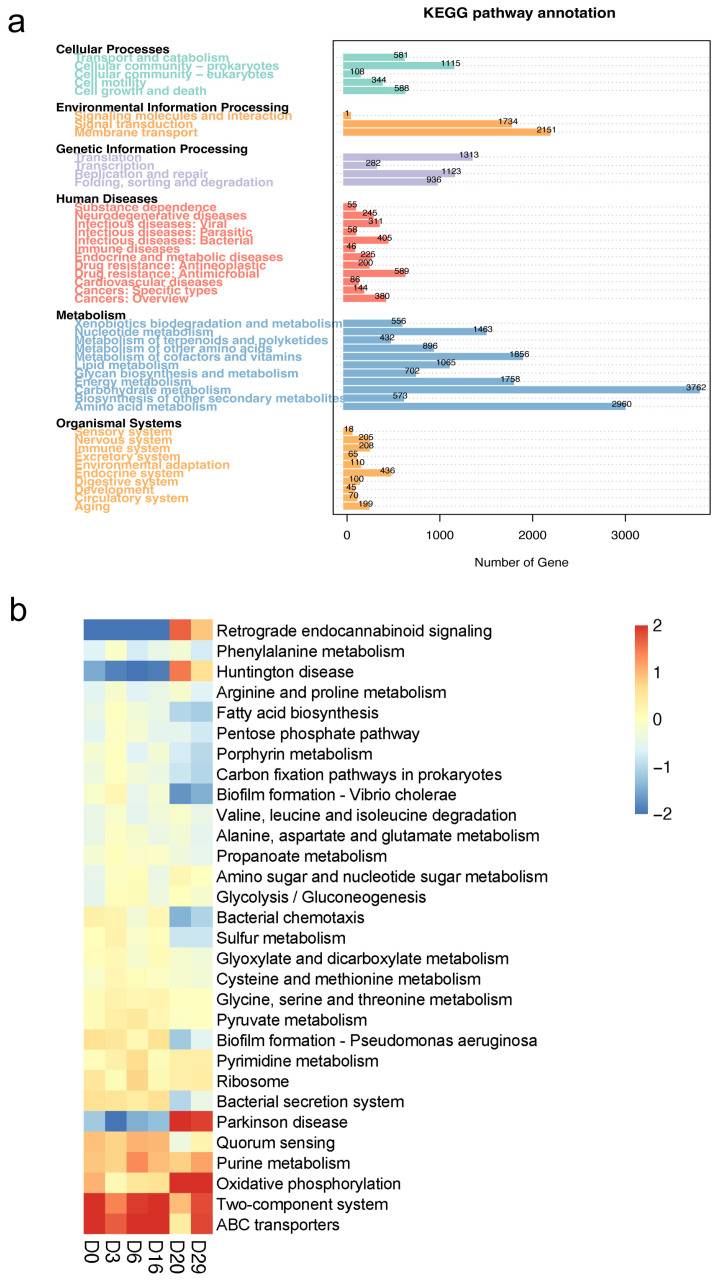 a
KEGG pathway annotation
Cellular Processes
Transport and catabolism 581
Cellular community – prokaryotes 1115
Cellular community – eukaryotes 108
Cell motility 344
Cell growth and death 588
Environmental Information Processing
Signaling molecules and interaction 1
Signal transduction 1734
Membrane transport 2151
Genetic Information Processing
Translation 1313
Transcription 282
Replication and repair 1123
Folding, sorting and degradation 936
Human Diseases
Substance dependence 55
Neurodegenerative diseases 245
Infectious diseases: Viral 311
Infectious diseases: Parasitic 58
Infectious diseases: Bacterial 405
Immune diseases 46
Endocrine and metabolic diseases 225
Drug resistance: Antineoplastic 200
Drug resistance: Antimicrobial 589
Cardiovascular diseases 86
Cancers: Specific types 144
Cancers: Overview 380
Metabolism
Xenobiotics biodegradation and metabolism 556
Nucleotide metabolism 1463
Metabolism of terpenoids and polyketides 432
Metabolism of other amino acids 896
Metabolism of cofactors and vitamins 1856
Lipid metabolism 1065
Glycan biosynthesis and metabolism 702
Energy metabolism 1758
Carbohydrate metabolism 3762
Biosynthesis of other secondary metabolites 573
Amino acid metabolism 2960
Organismal Systems
Sensory system 18
Nervous system 205
Immune system 208
Excretory system 65
Environmental adaptation 110
Endocrine system 436
Digestive system 100
Development 45
Circulatory system 70
Aging 199
0 1000 2000 3000
Number of Gene
b
Retrograde endocannabinoid signaling
Phenylalanine metabolism
Huntington disease
Arginine and proline metabolism
Fatty acid biosynthesis
Pentose phosphate pathway
Porphyrin metabolism
Carbon fixation pathways in prokaryotes
Biofilm formation - Vibrio cholerae
Valine, leucine and isoleucine degradation
Alanine, aspartate and glutamate metabolism
Propanoate metabolism
Amino sugar and nucleotide sugar metabolism
Glycolysis / Gluconeogenesis
Bacterial chemotaxis
Sulfur metabolism
Glyoxylate and dicarboxylate metabolism
Cysteine and methionine metabolism
Glycine, serine and threonine metabolism
Pyruvate metabolism
Biofilm formation - Pseudomonas aeruginosa
Pyrimidine metabolism
Ribosome
Bacterial secretion system
Parkinson disease
Quorum sensing
Purine metabolism
Oxidative phosphorylation
Two-component system
ABC transporters
D0 D3 D6 D16 D20 D29
2
1
0
−1
−2